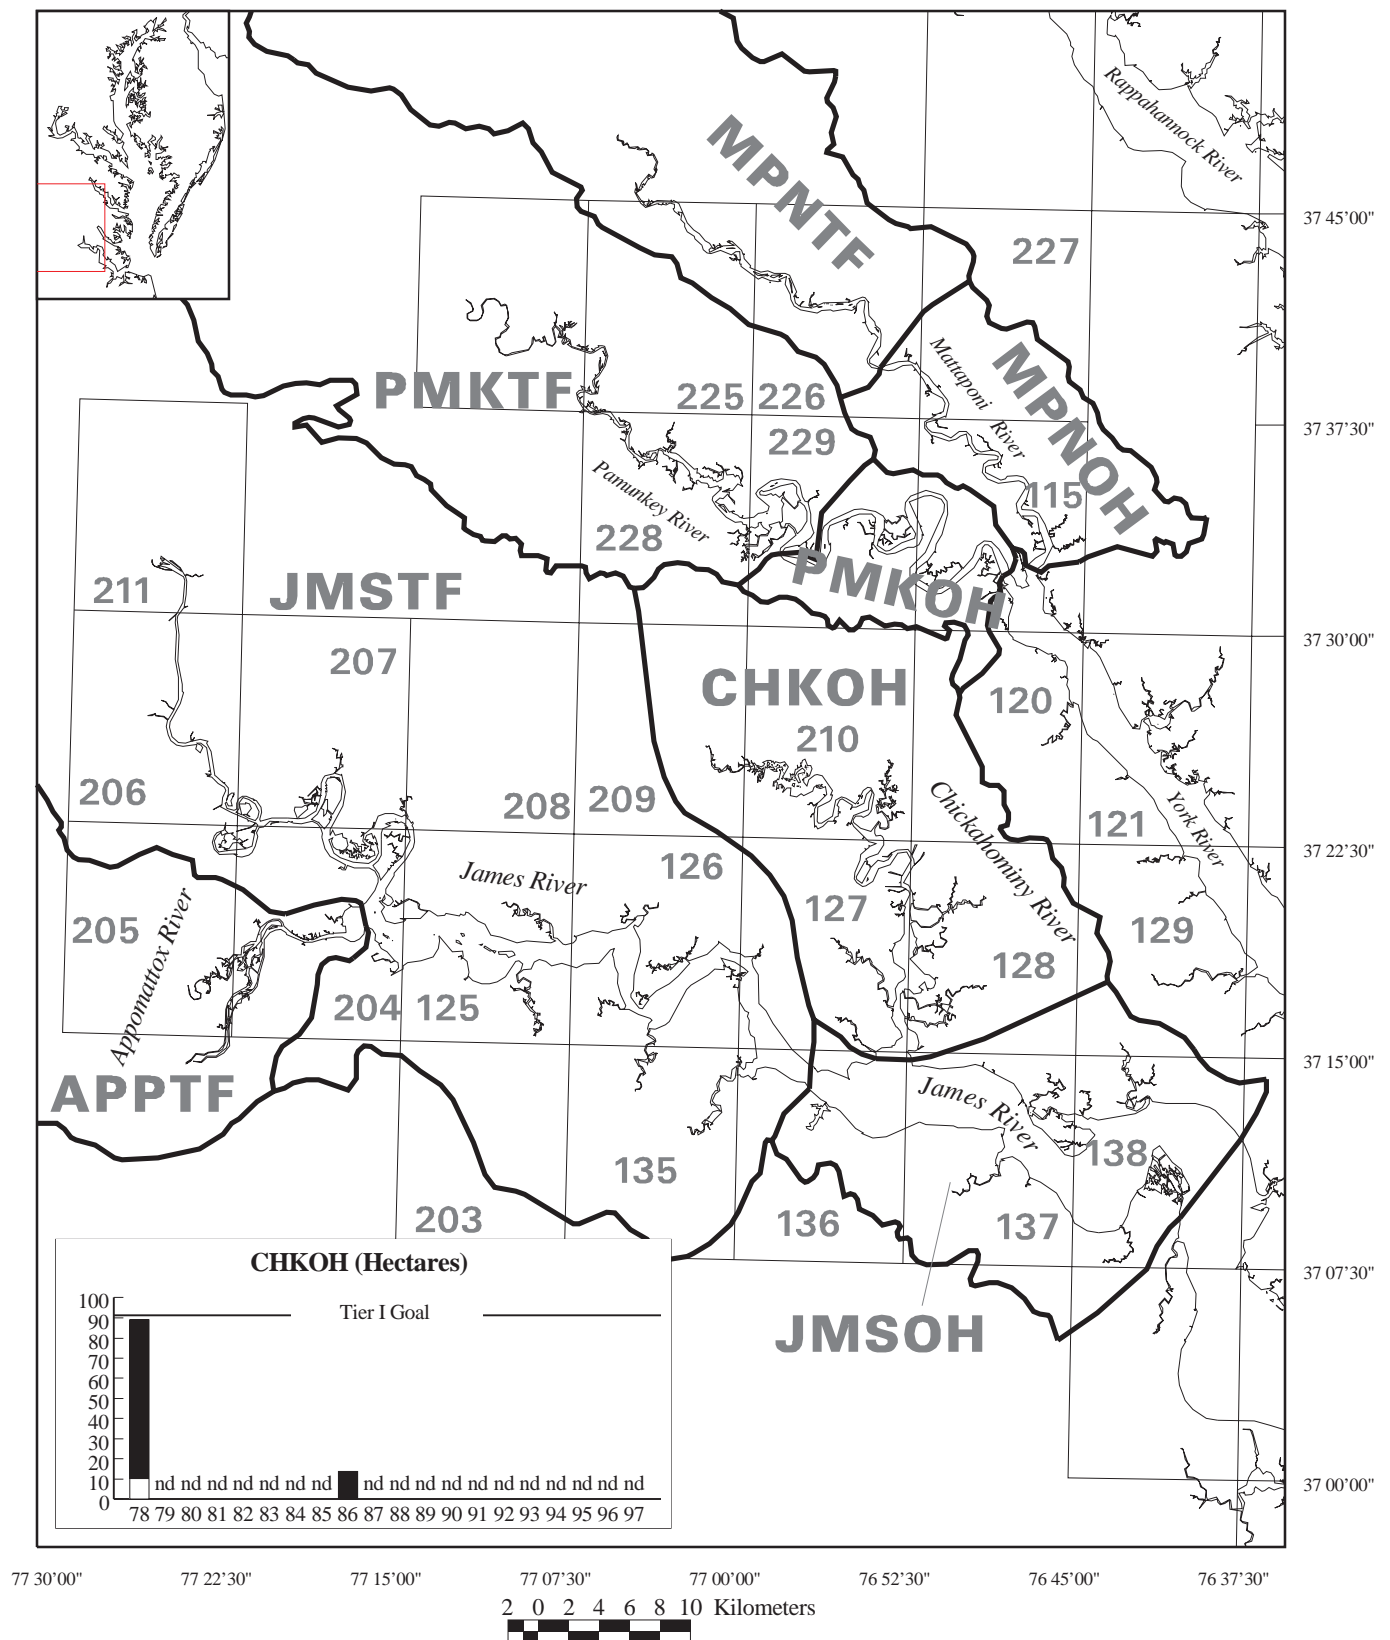 Rappahannock River
MPNTF
37 45'00"
227
Mattaponi
River
MPNOH
PMKTF
225
226
37 37'30"
229
Pamunkey River
115
228
PMKOH
211
JMSTF
37 30'00"
207
CHKOH
120
210
206
208
209
Chickahominy River
York River
121
37 22'30"
126
James River
127
205
Appomattox River
129
128
204
125
37 15'00"
APPTF
James River
138
135
203
136
137
37 07'30"
JMSOH
CHKOH (Hectares)
Tier I Goal
100
90
80
70
60
50
40
30
20
10
0
nd nd nd nd nd nd nd nd nd nd nd nd nd nd nd nd nd nd
78 79 80 81 82 83 84 85 86 87 88 89 90 91 92 93 94 95 96 97
37 00'00"
77 30'00" 77 22'30" 77 15'00" 77 07'30" 77 00'00" 76 52'30" 76 45'00" 76 37'30"
2 0 2 4 6 8 10 Kilometers